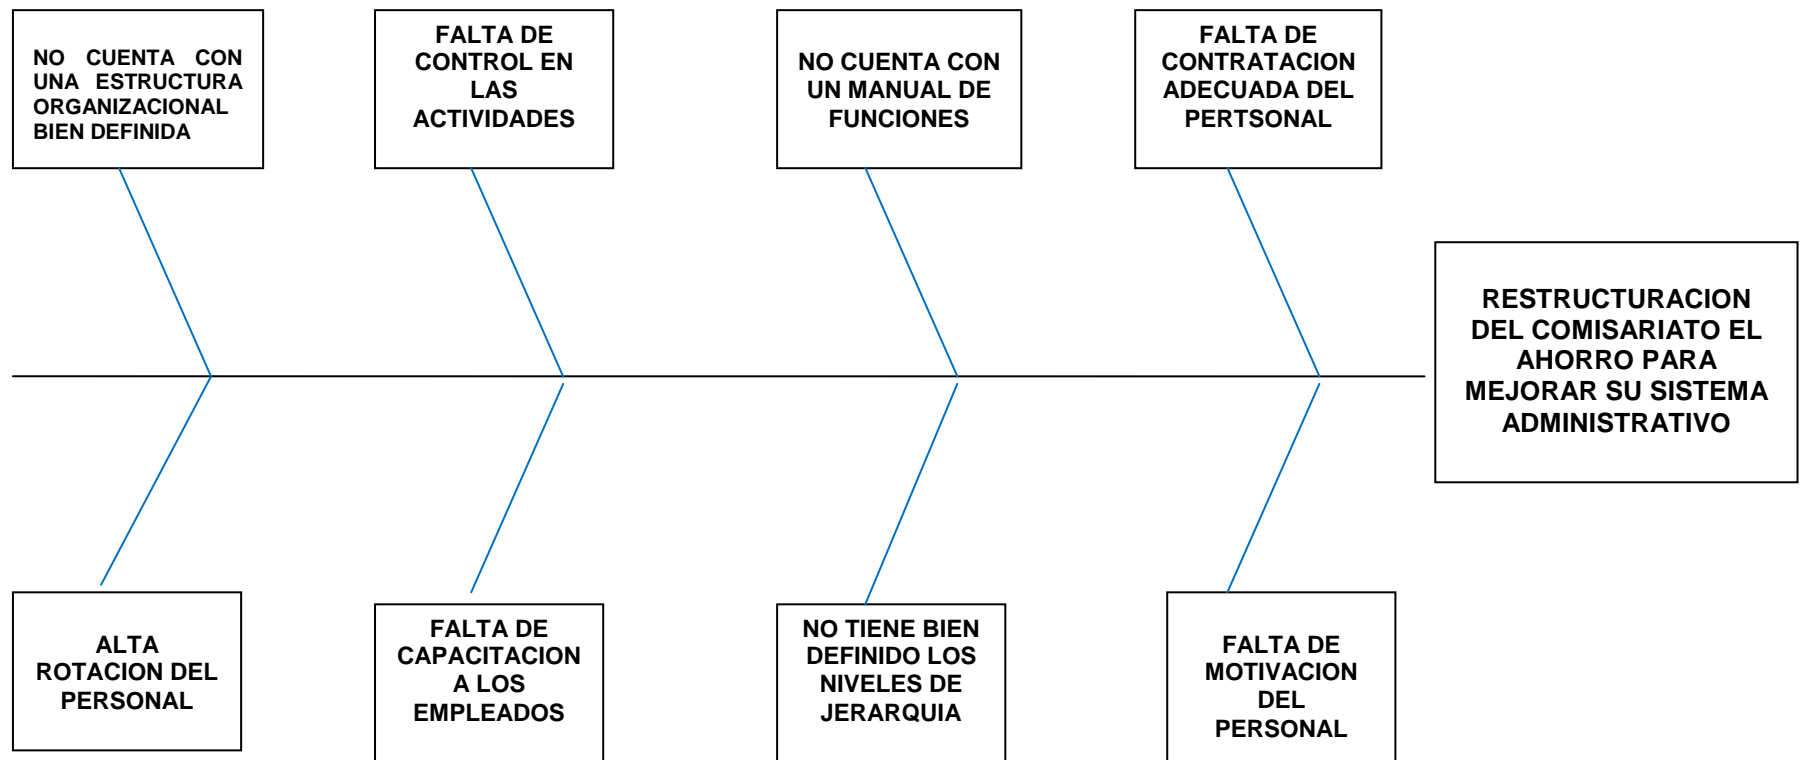 NO CUENTA CON
UNA ESTRUCTURA
ORGANIZACIONAL
BIEN DEFINIDA
FALTA DE
CONTROL EN
LAS
ACTIVIDADES
NO CUENTA CON
UN MANUAL DE
FUNCIONES
FALTA DE
CONTRATACION
ADECUADA DEL
PERTSONAL
RESTRUCTURACION
DEL COMISARIATO EL
AHORRO PARA
MEJORAR SU SISTEMA
ADMINISTRATIVO
ALTA
ROTACION DEL
PERSONAL
FALTA DE
CAPACITACION
A LOS
EMPLEADOS
NO TIENE BIEN
DEFINIDO LOS
NIVELES DE
JERARQUIA
FALTA DE
MOTIVACION
DEL
PERSONAL